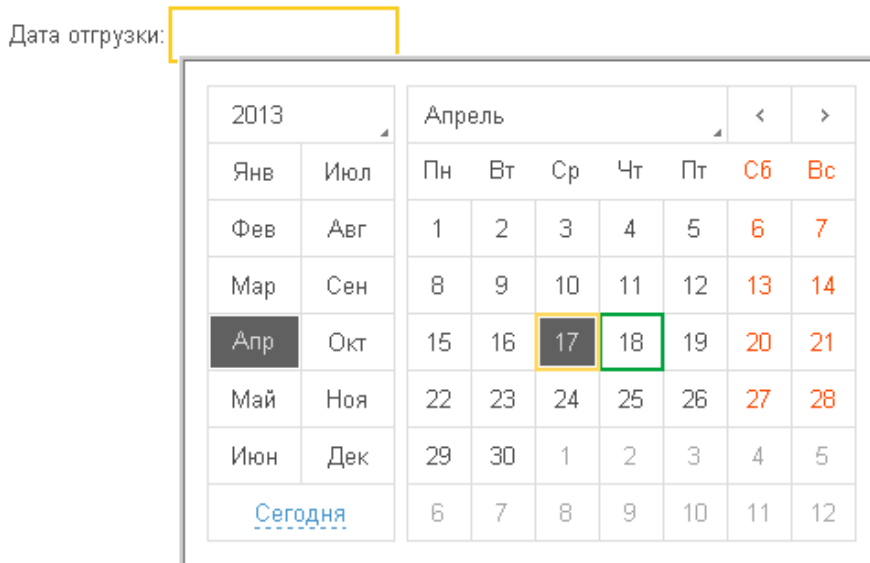 Дата отгрузки:
2013 Апрель < >
Янв Июл Пн Вт Ср Чт Пт Сб Вс
Фев Авг 1 2 3 4 5 6 7
Мар Сен 8 9 10 11 12 13 14
Апр Окт 15 16 17 18 19 20 21
Май Ноя 22 23 24 25 26 27 28
Июн Дек 29 30 1 2 3 4 5
Сегодня 6 7 8 9 10 11 12